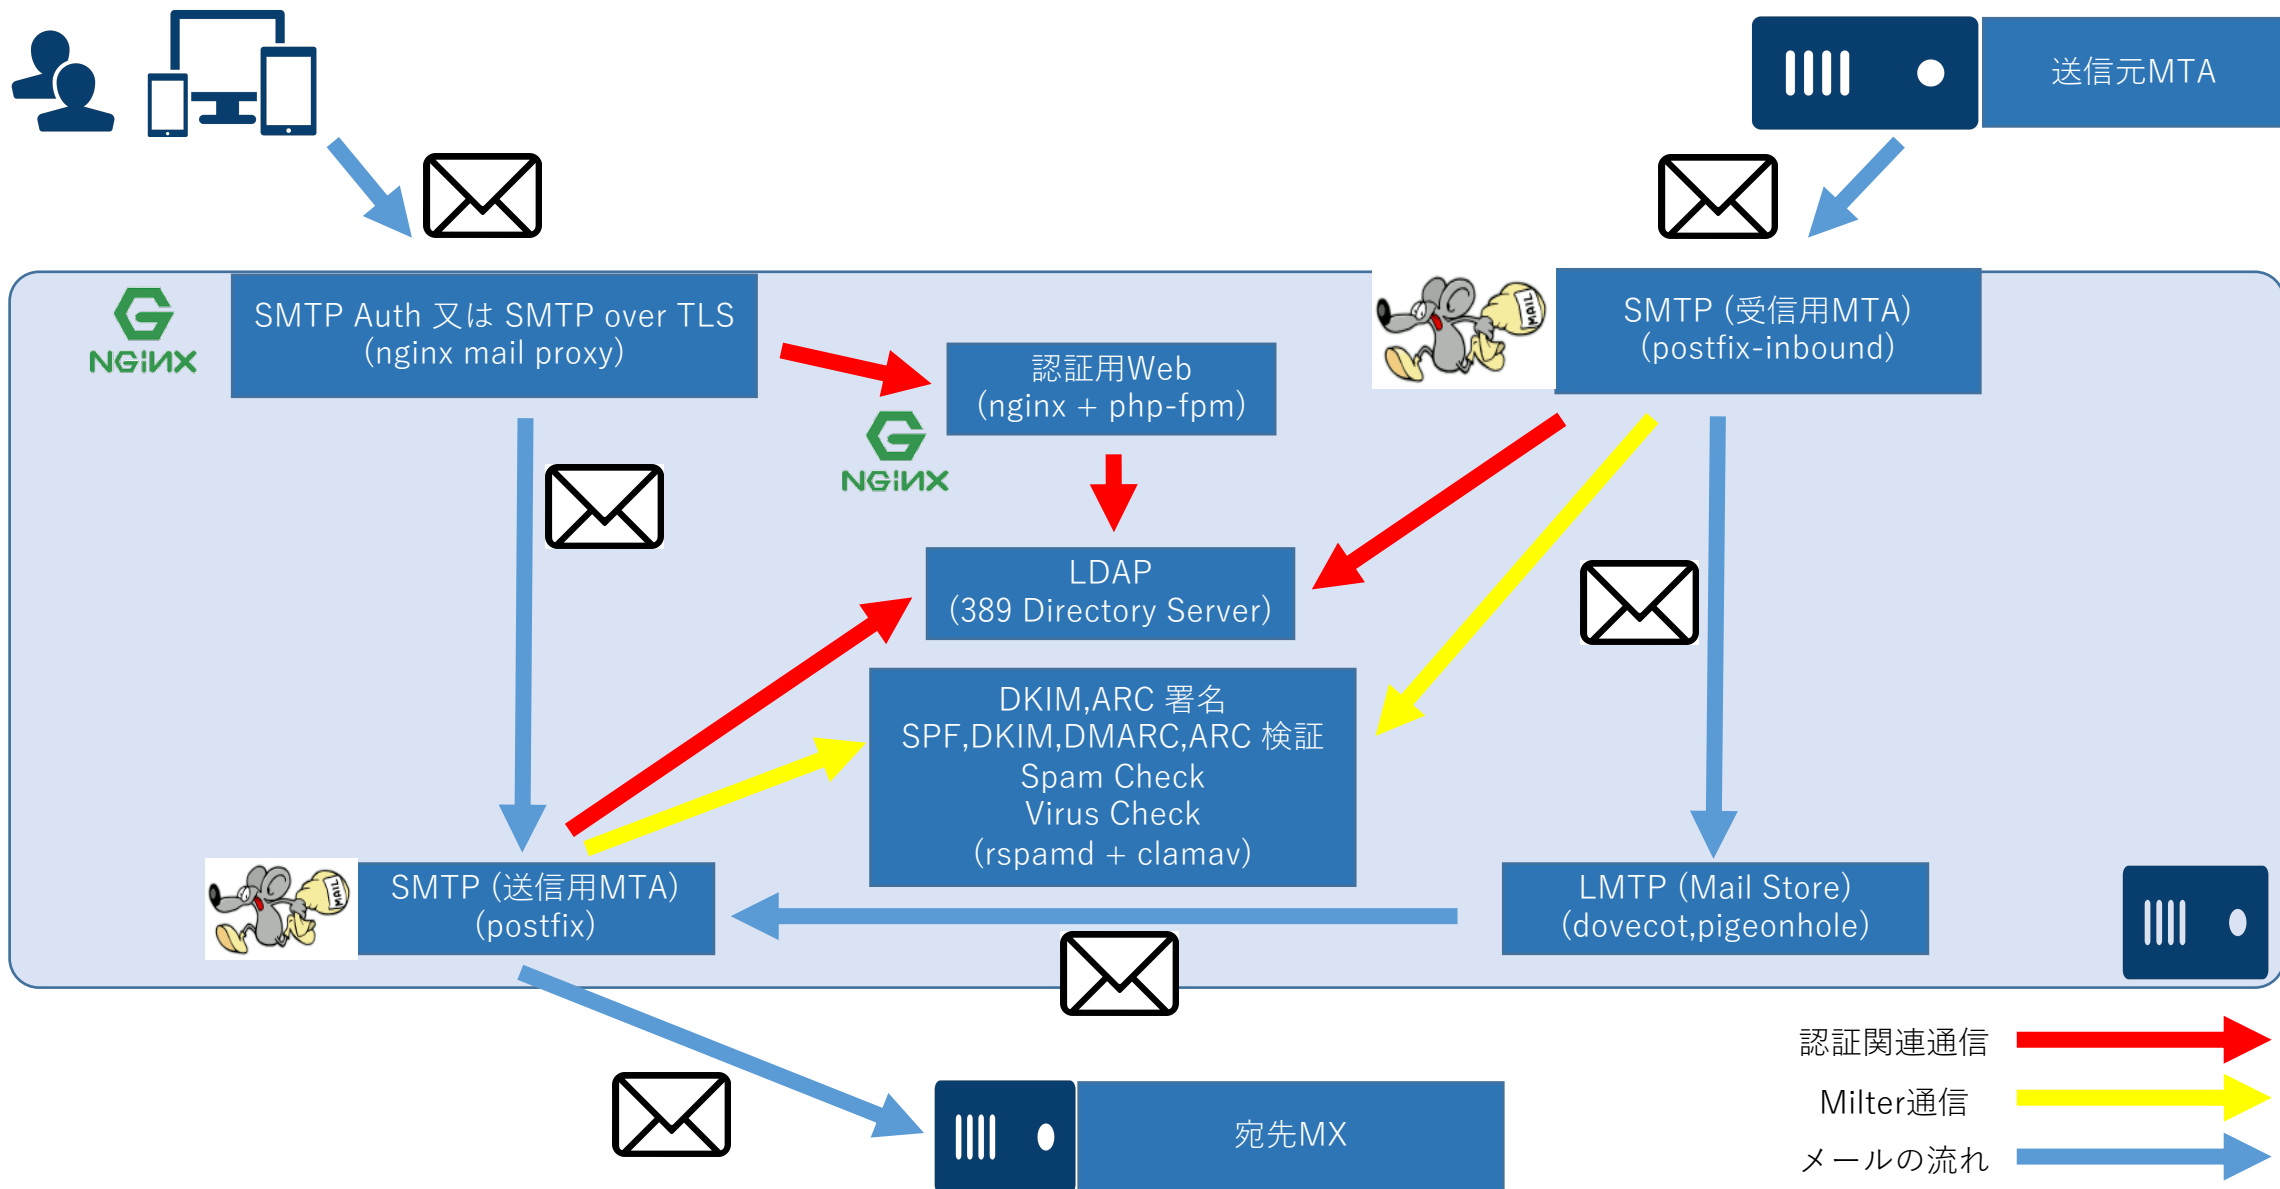 送信元MTA
NGiNX
SMTP Auth 又は SMTP over TLS
(nginx mail proxy)
認証用Web
(nginx + php-fpm)
NGiNX
MAIL
SMTP (受信用MTA)
(postfix-inbound)
LDAP
(389 Directory Server)
DKIM,ARC 署名
SPF,DKIM,DMARC,ARC 検証
Spam Check
Virus Check
(rspamd + clamav)
MAIL
SMTP (送信用MTA)
(postfix)
LMTP (Mail Store)
(dovecot,pigeonhole)
宛先MX
認証関連通信
Milter通信
メールの流れ